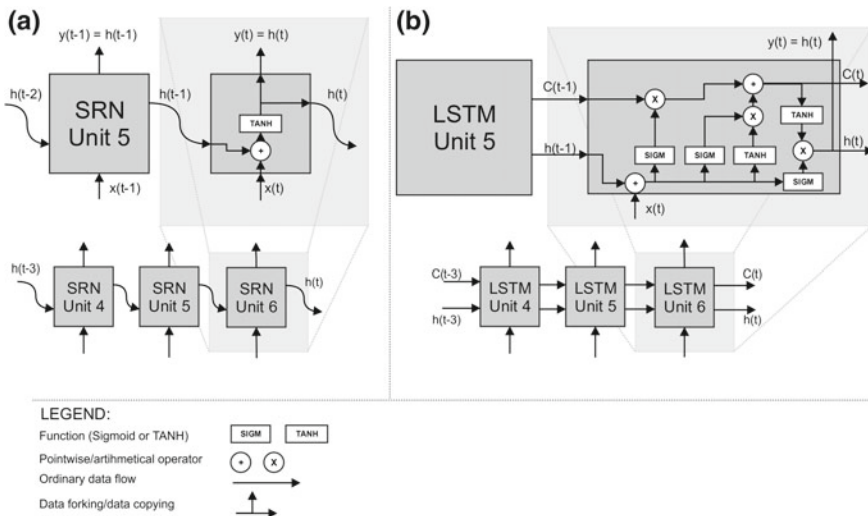 (a)
y(t-1) = h(t-1)
y(t) = h(t)
h(t-2)
SRN
Unit 5
h(t-1)
TANH
+
h(t)
x(t-1)
x(t)
h(t-3)
SRN
Unit 4
SRN
Unit 5
SRN
Unit 6
h(t)
(b)
y(t) = h(t)
LSTM
Unit 5
C(t-1)
C(t)
X
+
X
TANH
h(t-1)
SIGM
SIGM
TANH
X
h(t)
+
SIGM
x(t)
C(t-3)
h(t-3)
LSTM
Unit 4
LSTM
Unit 5
LSTM
Unit 6
C(t)
h(t)
LEGEND:
Function (Sigmoid or TANH)
SIGM
TANH
Pointwise/artihmetical operator
+
X
Ordinary data flow
Data forking/data copying